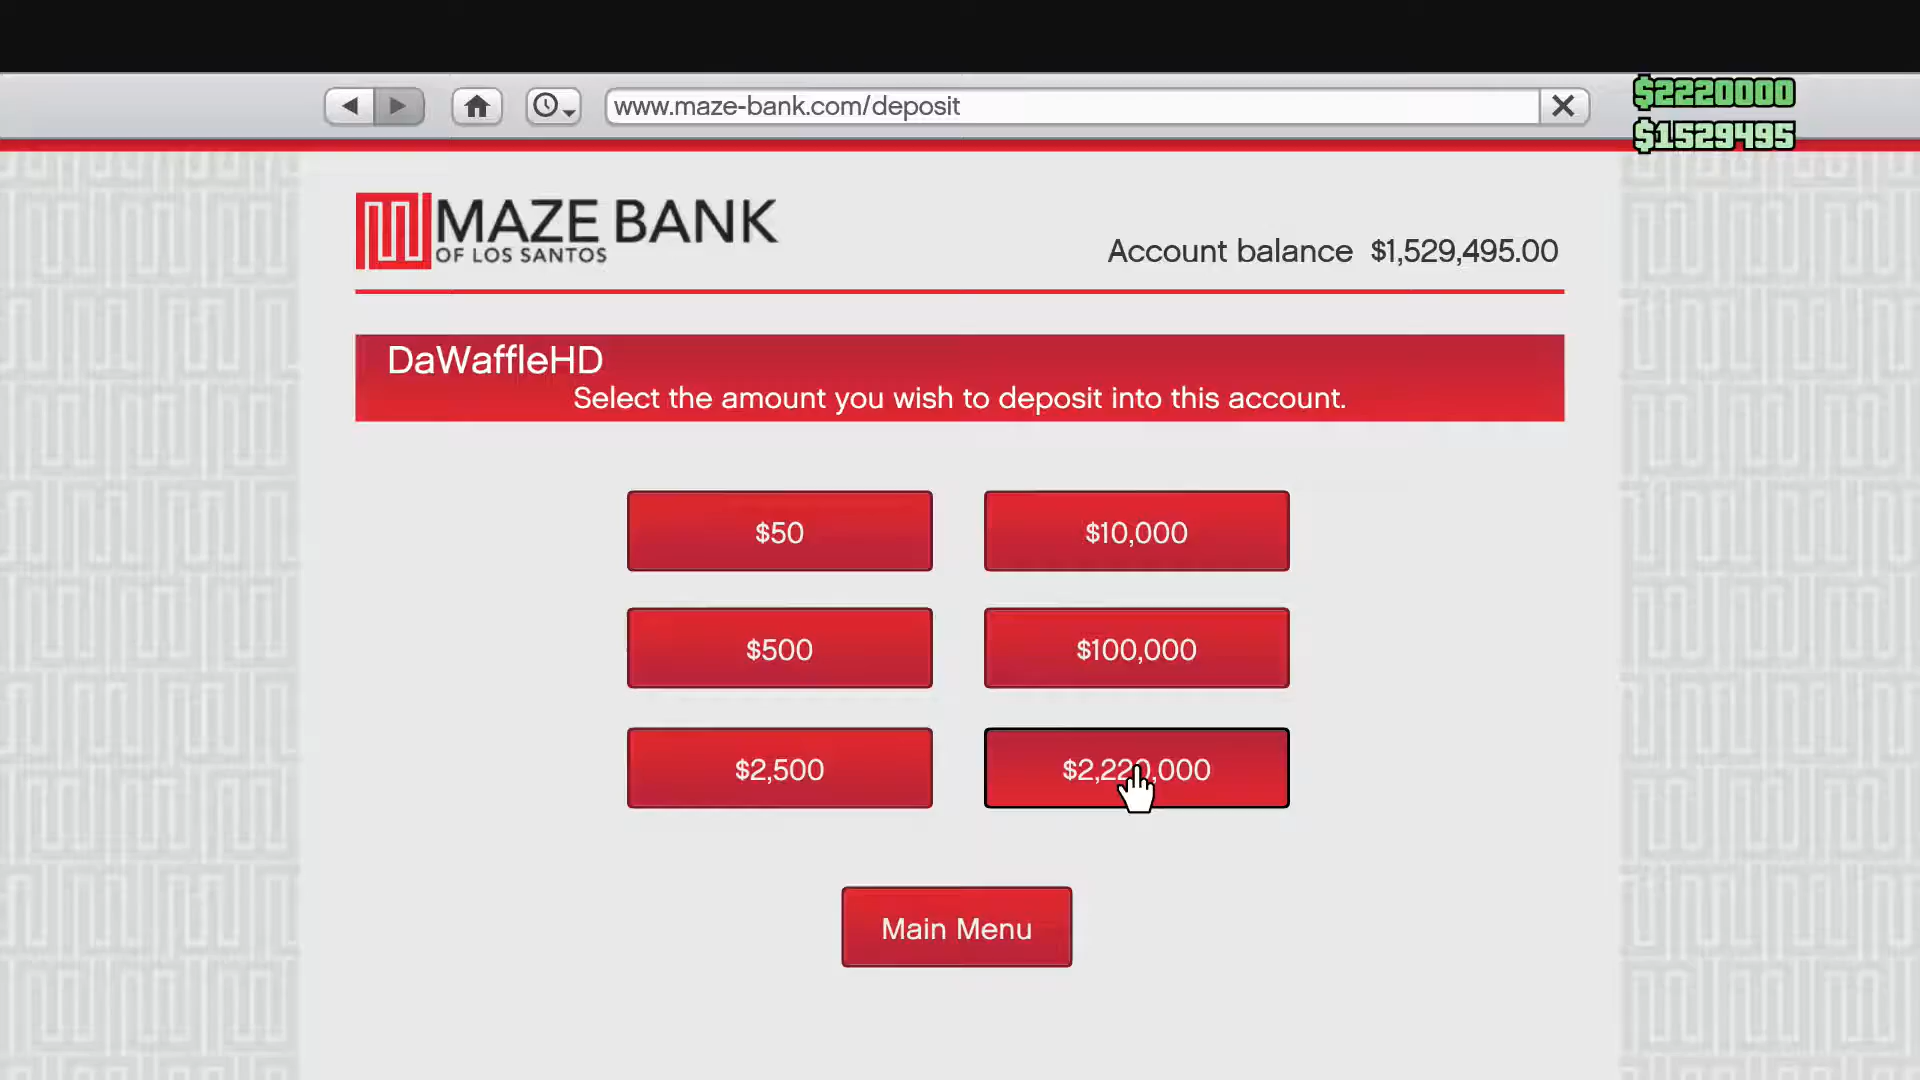 www.maze-bank.com/deposit
$2220000
$1529495
MAZE BANK
OF LOS SANTOS
Account balance $1,529,495.00
DaWaffleHD
Select the amount you wish to deposit into this account.
$50
$10,000
$500
$100,000
$2,500
$2,220,000
Main Menu